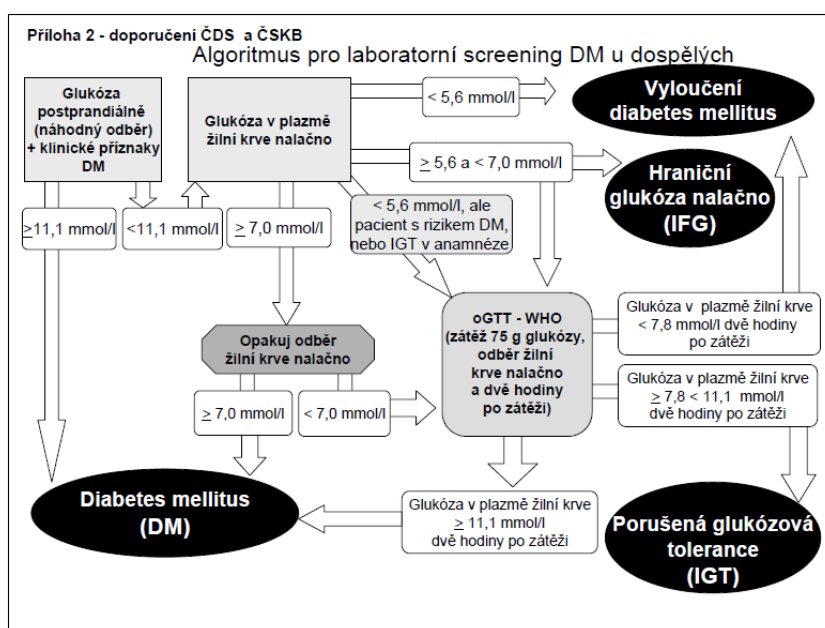 Příloha 2 - doporučení ČDS a ČSKB
Algoritmus pro laboratorní screening DM u dospělých
Glukóza
postprandiálně
(náhodný odběr)
+ klinické příznaky
DM
Glukóza v plazmě
žilní krve nalačno
< 5,6 mmol/l
Vyloučení
diabetes mellitus
≥ 5,6 a < 7,0 mmol/l
Hraniční
glukóza nalačno
(IFG)
≥11,1 mmol/l
<11,1 mmol/l
≥ 7,0 mmol/l
< 5,6 mmol/l, ale
pacient s rizikem DM,
nebo IGT v anamnéze
oGTT - WHO
(zátěž 75 g glukózy,
odběr žilní
krve nalačno
a dvě hodiny
po zátěži)
Glukóza v plazmě žilní krve
< 7,8 mmol/l dvě hodiny
po zátěži
Opakuj odběr
žilní krve nalačno
Glukóza v plazmě žilní krve
≥ 7,8 < 11,1 mmol/l
dvě hodiny po zátěži
≥ 7,0 mmol/l
< 7,0 mmol/l
Diabetes mellitus
(DM)
Glukóza v plazmě žilní krve
≥ 11,1 mmol/l
dvě hodiny po zátěži
Porušená glukózová
tolerance
(IGT)